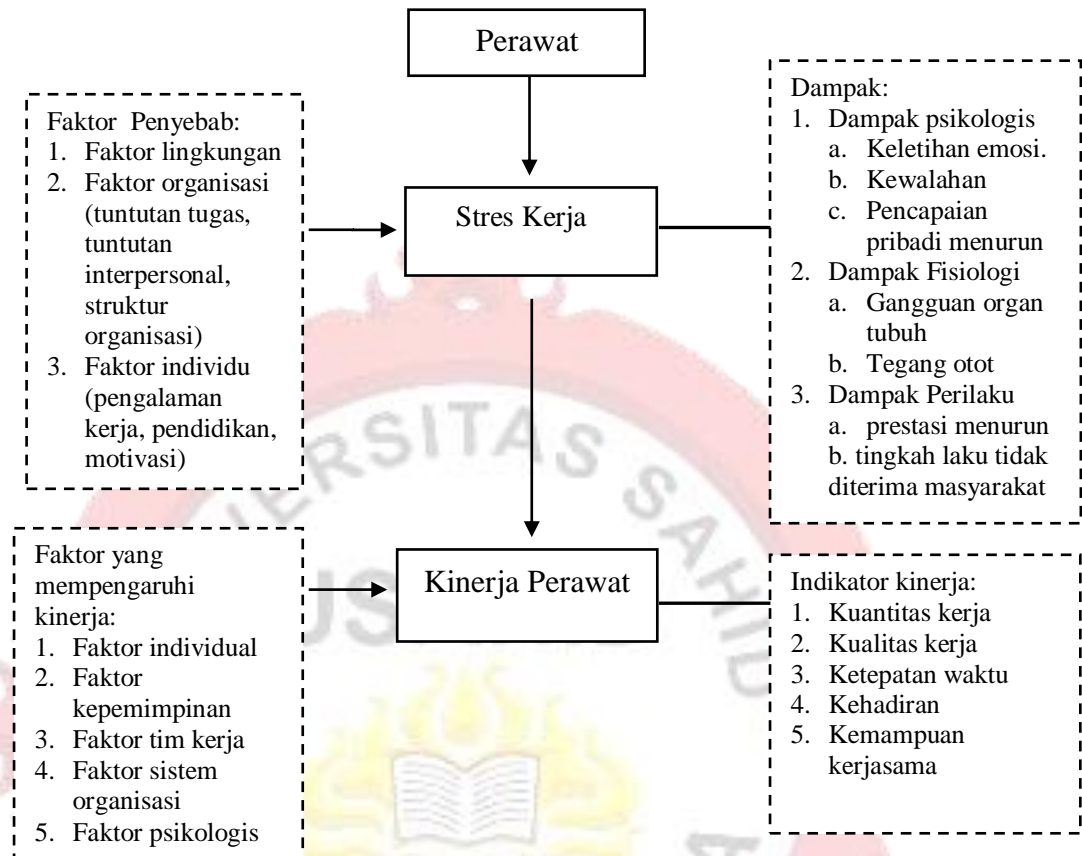 Perawat
Faktor Penyebab:
1. Faktor lingkungan
2. Faktor organisasi
(tuntutan tugas,
tuntutan
interpersonal,
struktur
organisasi)
3. Faktor individu
(pengalaman
kerja, pendidikan,
motivasi)
Stres Kerja
Dampak:
1. Dampak psikologis
a. Keletihan emosi.
b. Kewalahan
c. Pencapaian
pribadi menurun
2. Dampak Fisiologi
a. Gangguan organ
tubuh
b. Tegang otot
3. Dampak Perilaku
a. prestasi menurun
b. tingkah laku tidak
diterima masyarakat
Faktor yang
mempengaruhi
kinerja:
1. Faktor individual
2. Faktor
kepemimpinan
3. Faktor tim kerja
4. Faktor sistem
organisasi
5. Faktor psikologis
Kinerja Perawat
Indikator kinerja:
1. Kuantitas kerja
2. Kualitas kerja
3. Ketepatan waktu
4. Kehadiran
5. Kemampuan
kerjasama
ERSITAS SAHID
US